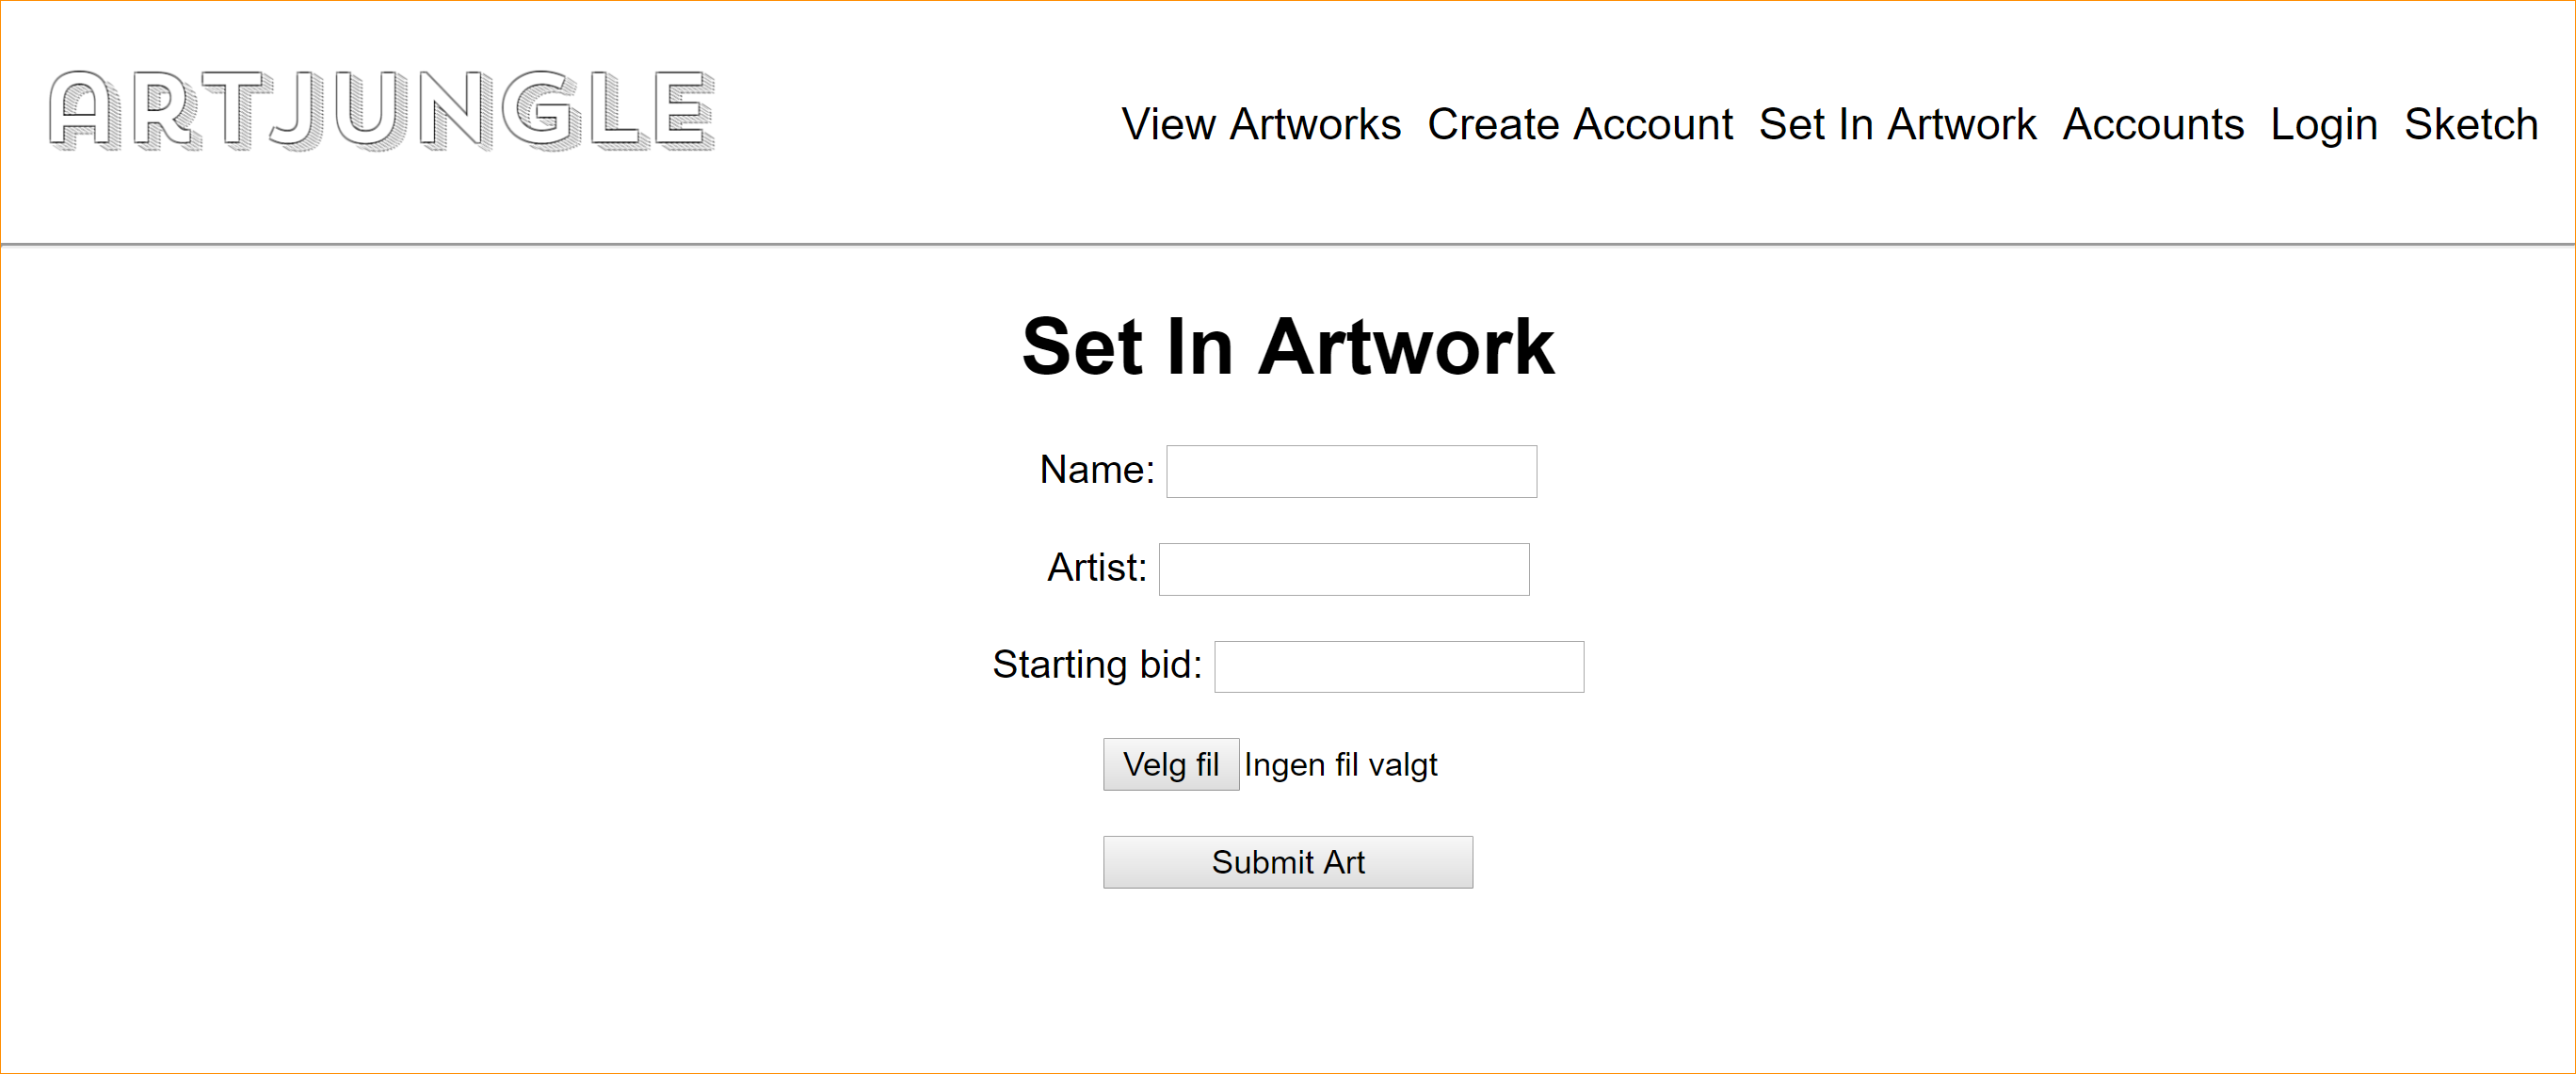 ARTJUNGLE
View Artworks Create Account Set In Artwork Accounts Login Sketch
Set In Artwork
Name:
Artist:
Starting bid:
Velg fil Ingen fil valgt
Submit Art